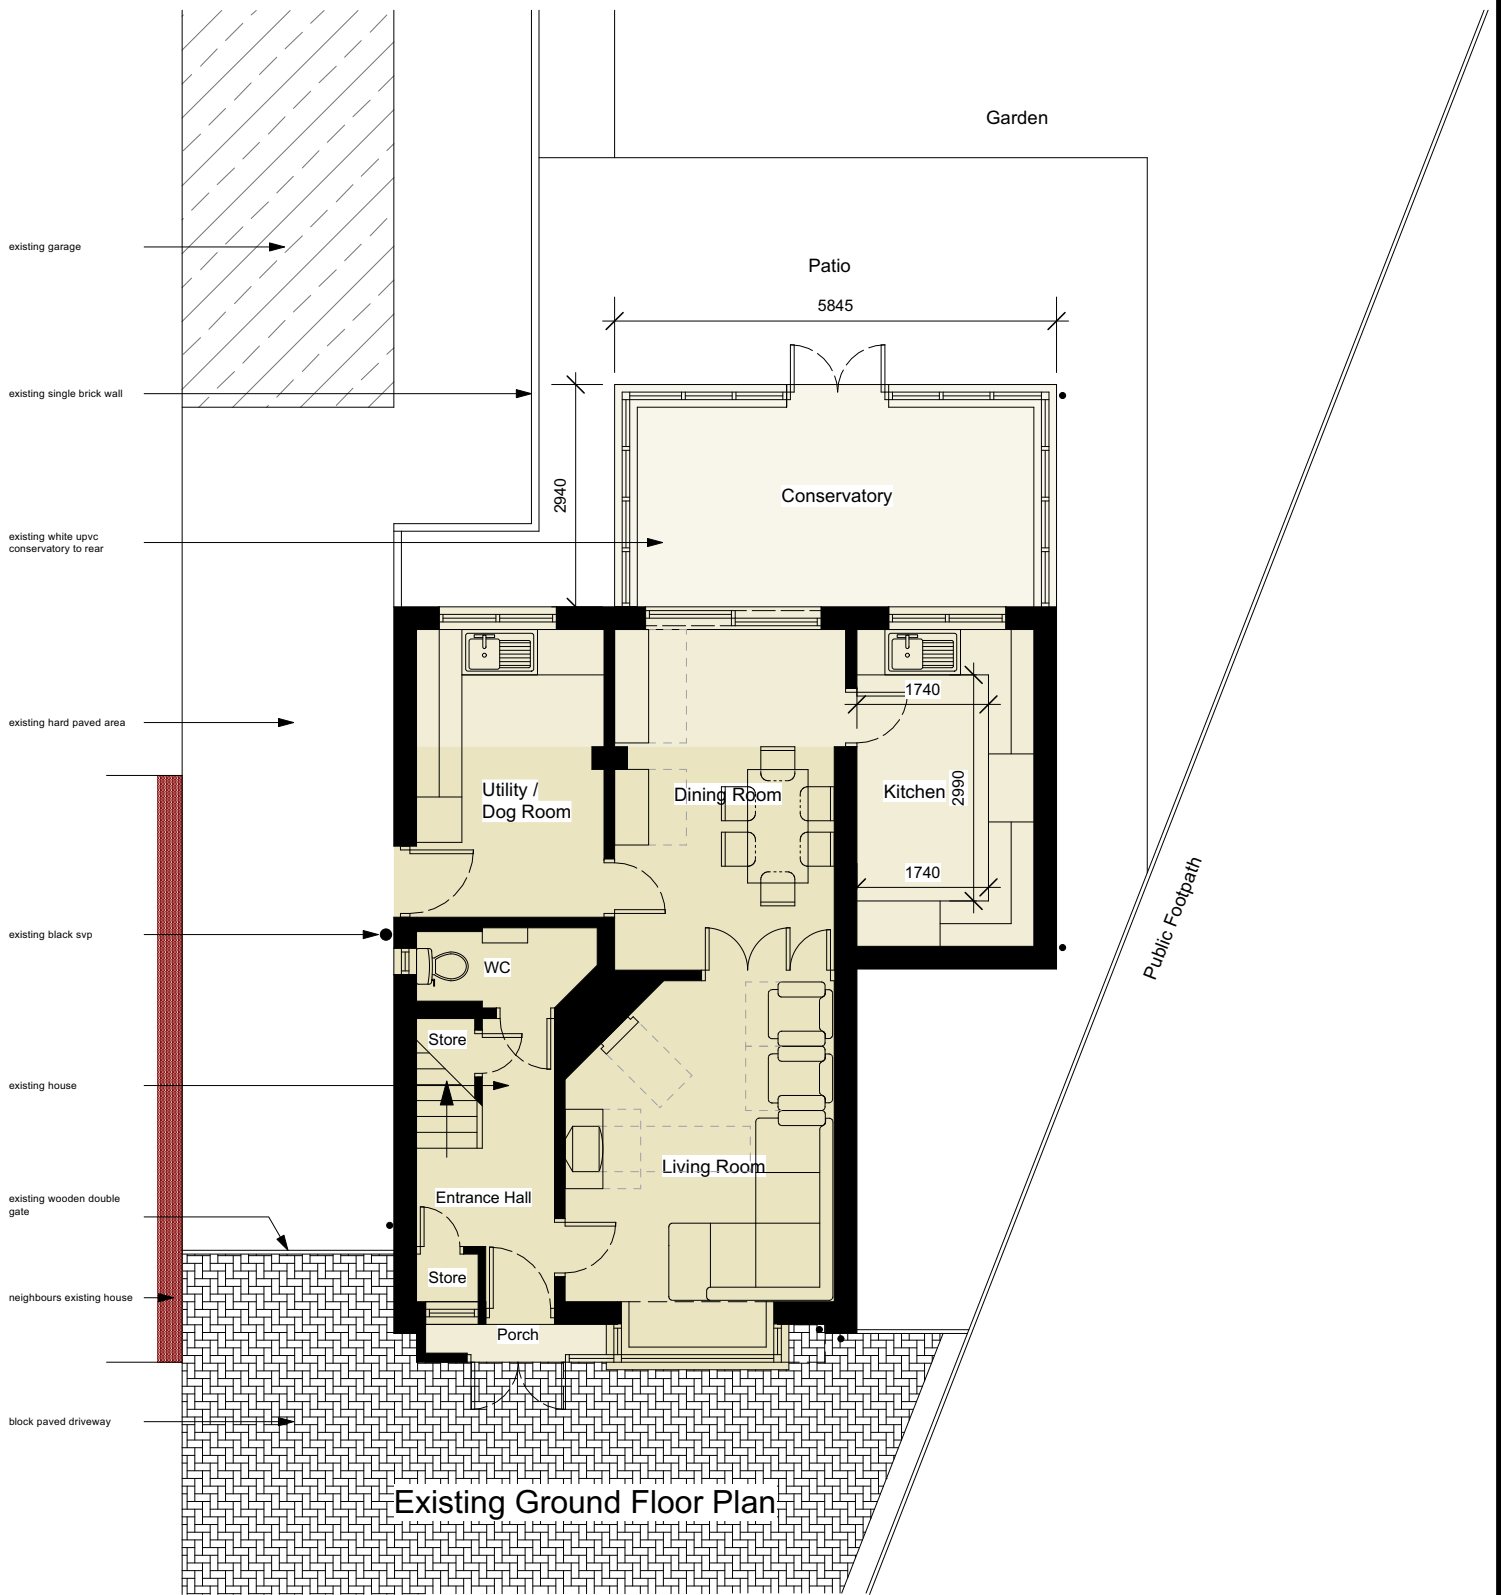 Garden
existing garage
Patio
5845
existing single brick wall
2940
Conservatory
existing white upvc
conservatory to rear
1740
existing hard paved area
Utility /
Dog Room
Dining Room
Kitchen
2990
1740
Public Footpath
existing black svp
WC
Store
existing house
Living Room
Entrance Hall
existing wooden double
gate
Store
neighbours existing house
Porch
block paved driveway
Existing Ground Floor Plan